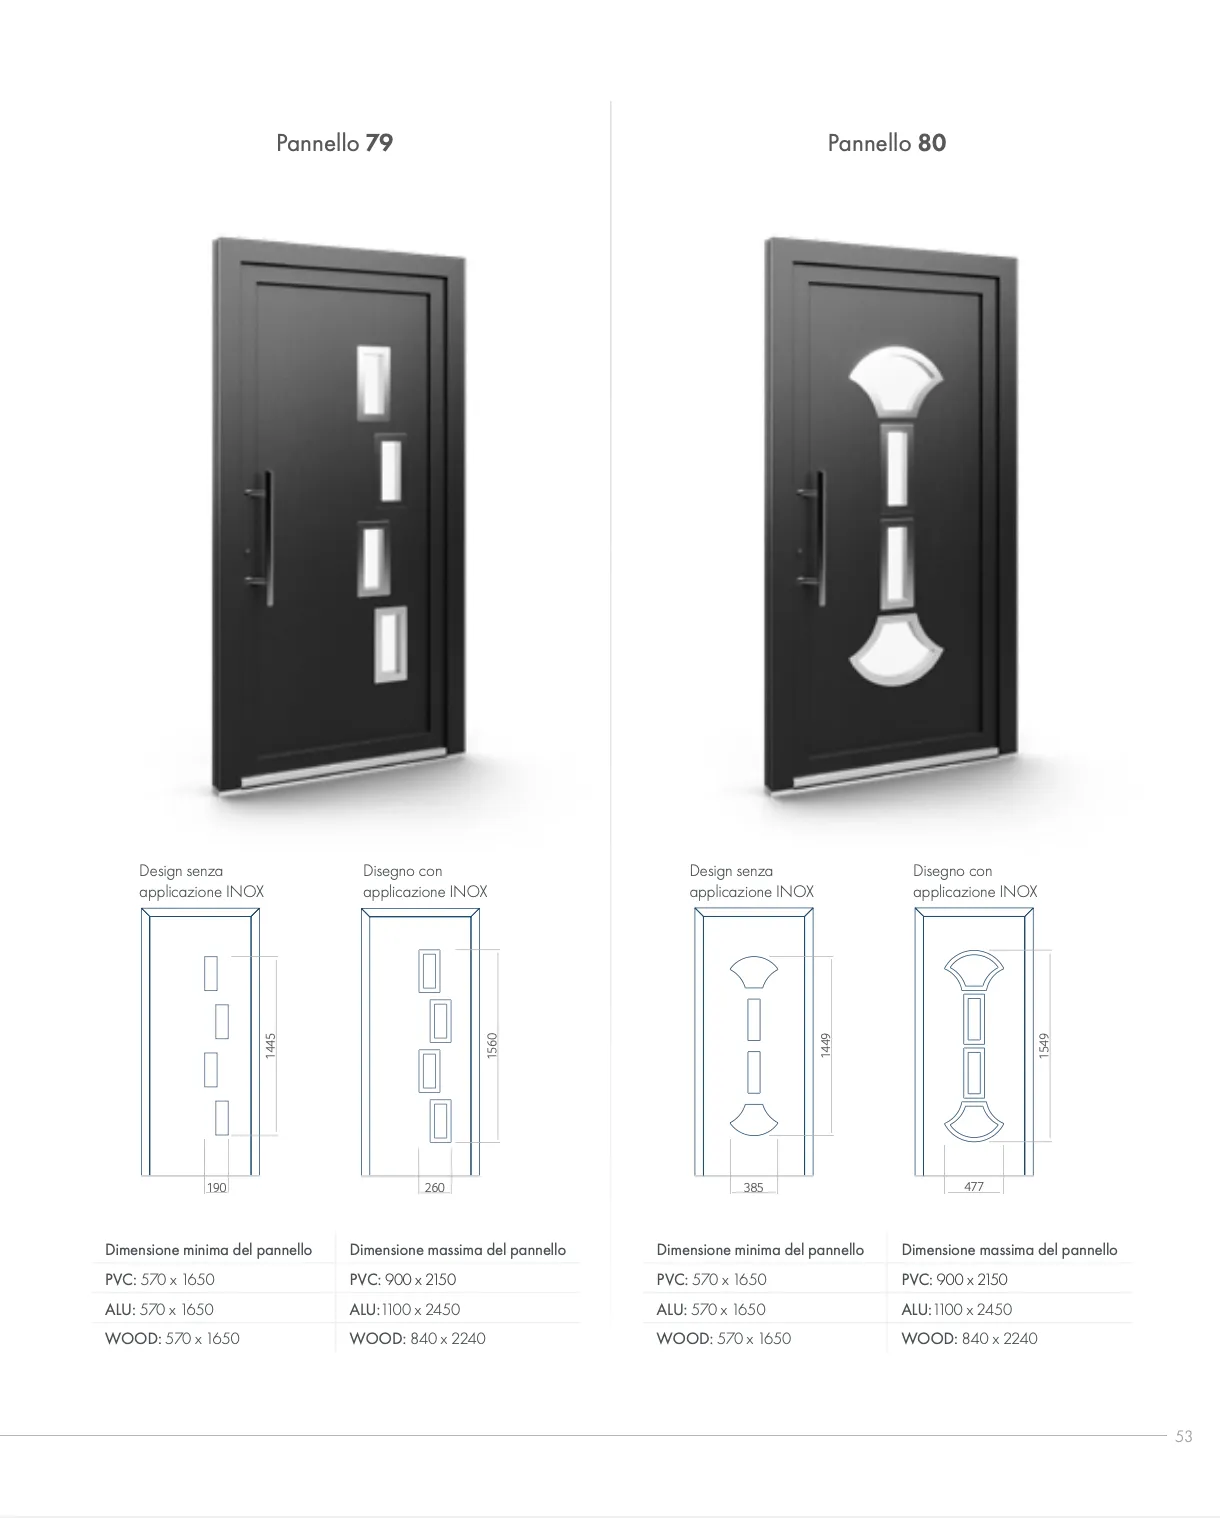 Pannello 79
Design senza
applicazione INOX
Disegno con
applicazione INOX
1445
1560
190
260
Dimensione minima del pannello
Dimensione massima del pannello
PVC: 570 x 1650
PVC: 900 x 2150
ALU: 570 x 1650
ALU:1100 x 2450
WOOD: 570 x 1650
WOOD: 840 x 2240
Pannello 80
Design senza
applicazione INOX
Disegno con
applicazione INOX
1449
1549
385
477
Dimensione minima del pannello
Dimensione massima del pannello
PVC: 570 x 1650
PVC: 900 x 2150
ALU: 570 x 1650
ALU:1100 x 2450
WOOD: 570 x 1650
WOOD: 840 x 2240
53